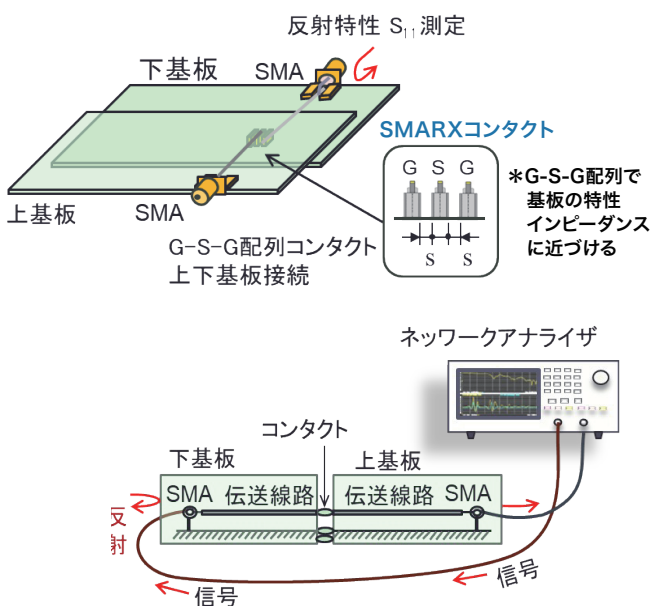 反射特性 S₁₁測定
下基板
SMA
SMARXコンタクト
G S G
S S
＊G-S-G配列で
基板の特性
インピーダンス
に近づける
上基板
SMA
G-S-G配列コンタクト
上下基板接続
ネッワークアナライザ
コンタクト
下基板
上基板
SMA 伝送線路
伝送線路 SMA
反
射
信号
信号